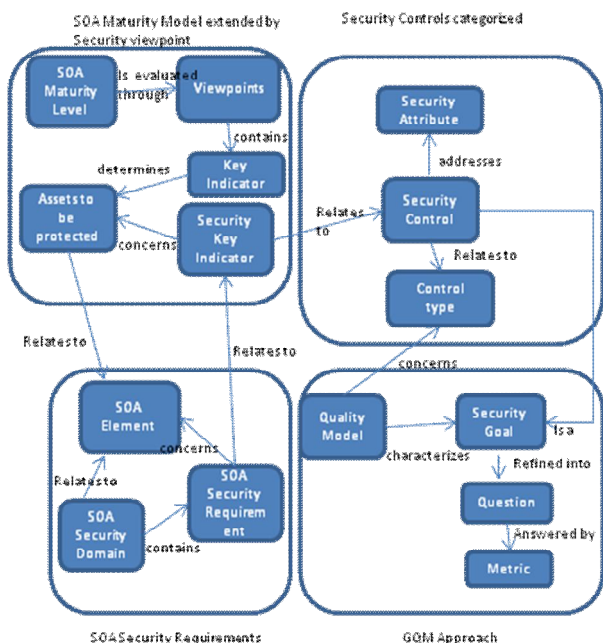 SOA Maturity Model extended by
Security viewpoint
Security Controls categorized
SOA
Maturity
Level
Is evaluated
through
Viewpoints
contains
Key
Indicator
determines
Assets to
be
protected
concerns
Security
Key
Indicator
Relates
to
Security
Attribute
addresses
Security
Control
Relates to
Control
type
Relates to
Relates to
concerns
SOA
Element
concerns
Relates to
SOA
Security
Domain
contains
SOA
Security
Requirem
ent
Quality
Model
characterizes
Security
Goal
Is a
Refined into
Question
Answered by
Metric
SOA Security Requirements
GQM Approach